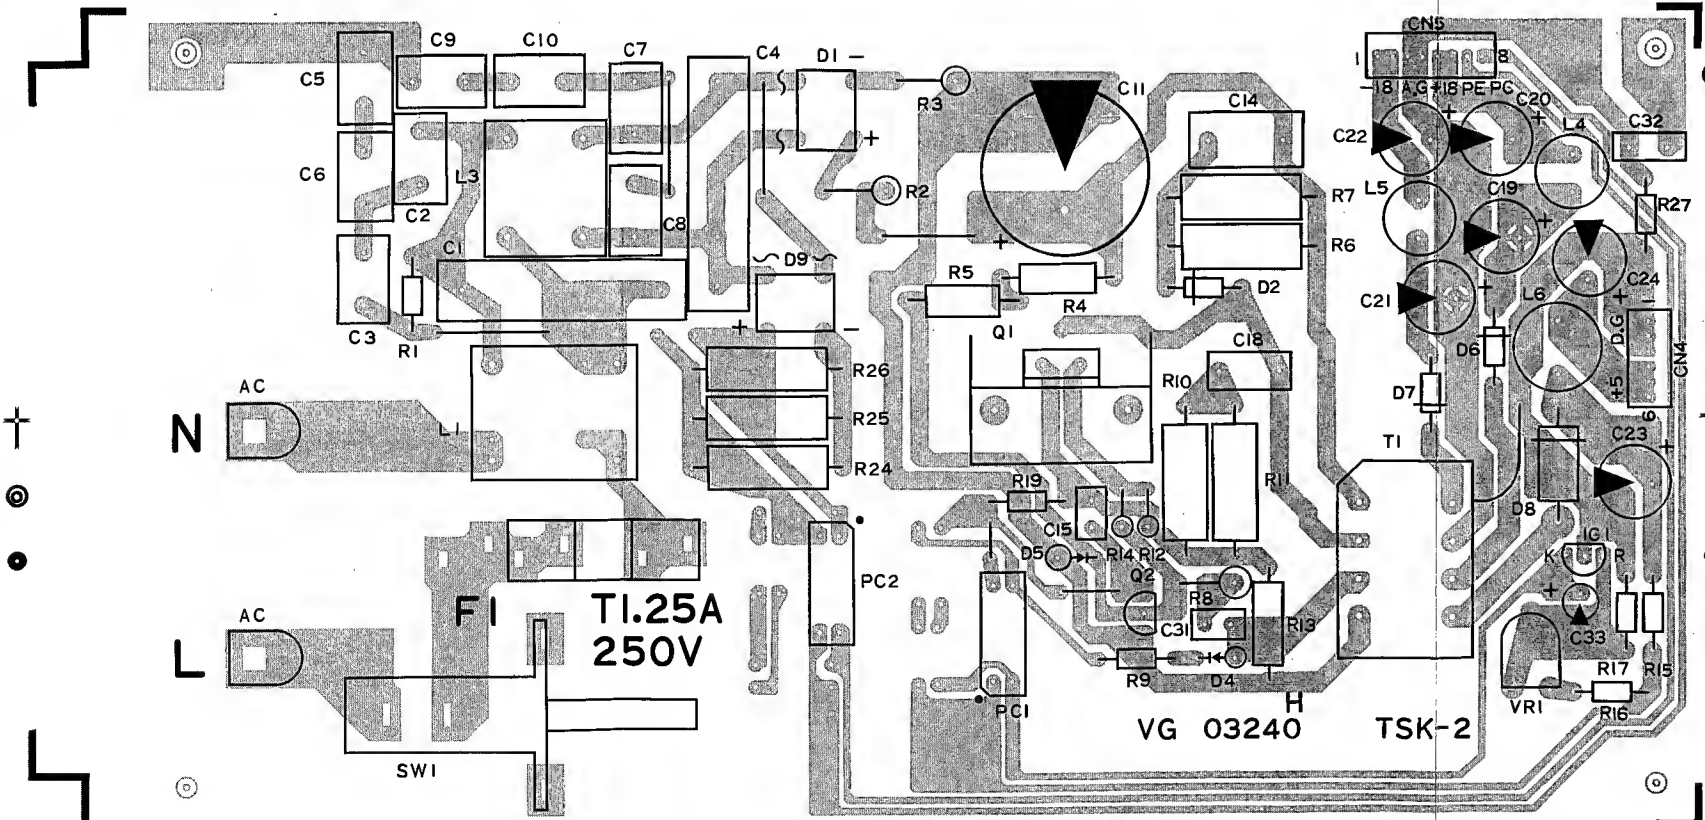 CN5
C9 C10 C7 C4 D1 −
1 8
C5 R3 C11 C14
−18 A.G +18 PE PC C20
+ + L4 C32
C22
C6 L3 + R2 R7 L5 C19 R27
C2
C1 C8 + R6 +
~ D9 ~
R5 R4 D2 C21 + C24
L6 + 1
C3 R1 + − Q1 D.G
D6 CN4
C18
R26 R10 D7 +5
AC
6
N L1 R25 C23 +
T1
R24
R19 R11
C15 D8
D5 R14 R12 IG1
K R
PC2 Q2
F1 T1.25A R8 +
250V
AC C31 R13 C33
L
R9 D4 R17 R15
PC1 H VR1 R16
VG 03240 TSK-2
SW1